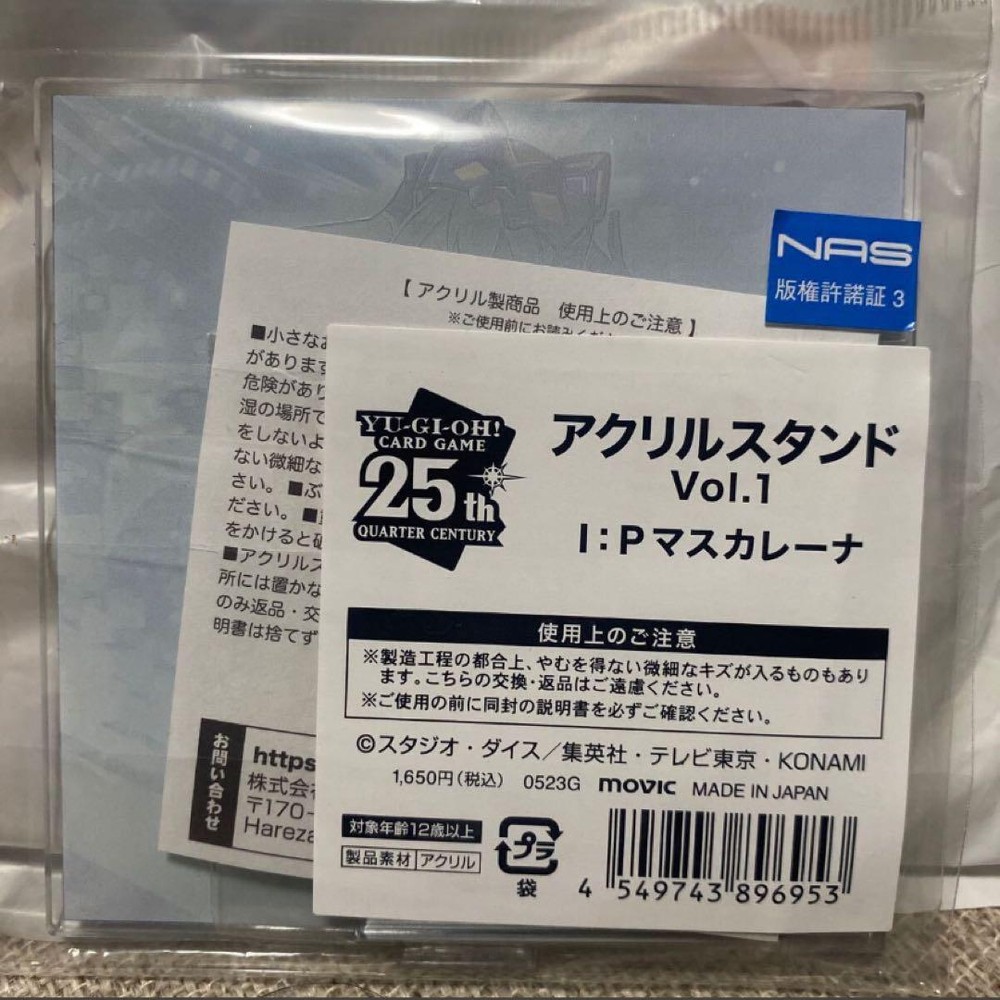 NAS
版権許諾証 3
【 アクリル製商品 使用上のご注意 】
※ご使用前にお読みくだ
■小さなお
があります
危険があり
湿の場所で
をしないよ
ない微細な
さい。■ぶ
ださい。■
をかけると破
■アクリルス
所には置かな
のみ返品・交
明書は捨てず
お問い合わせ
https
株式会
〒170-
Hareza
YU-GI-OH!
CARD GAME
25th
QUARTER CENTURY
アクリルスタンド
Vol.1
I:Pマスカレーナ
使用上のご注意
※製造工程の都合上、やむを得ない微細なキズが入るものもあり
ます。こちらの交換・返品はご遠慮ください。
※ご使用の前に同封の説明書を必ずご確認ください。
©スタジオ・ダイス／集英社・テレビ東京・KONAMI
1,650円(税込) 0523G movic MADE IN JAPAN
対象年齢12歳以上
製品素材 アクリル
プラ
袋
4 549743 896953